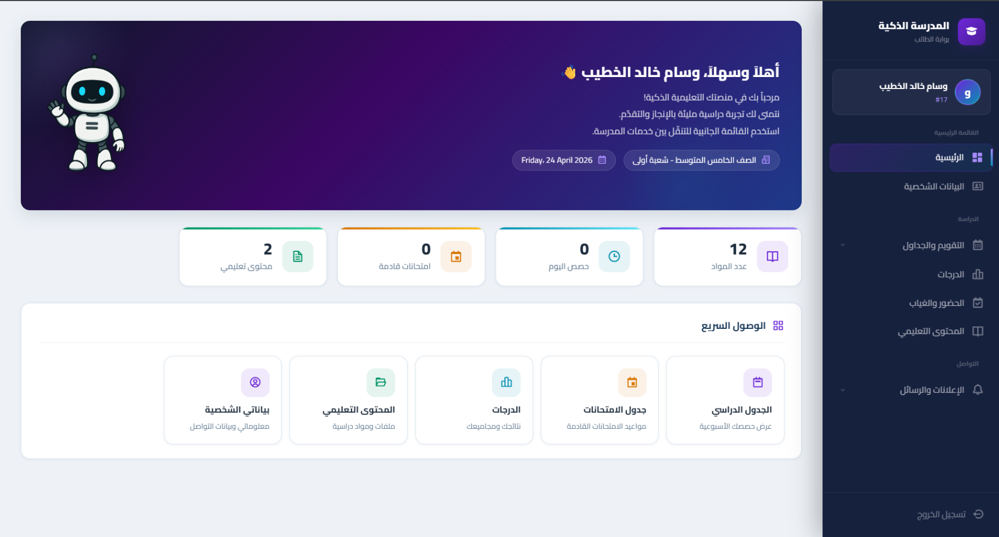 المدرسة الذكية
بوابة الطالب
و
وسام خالد الخطيب
#17
القائمة الرئيسية
الرئيسية
البيانات الشخصية
الدراسة
التقويم والجداول
الدرجات
الحضور والغياب
المحتوى التعليمي
التواصل
الإعلانات والرسائل
تسجيل الخروج
أهلاً وسهلاً، وسام خالد الخطيب 👋
مرحباً بك في منصتك التعليمية الذكية!
نتمنى لك تجربة دراسية مليئة بالإنجاز والتقدّم.
استخدم القائمة الجانبية للتنقّل بين خدمات المدرسة.
الصف الخامس المتوسط - شعبة أولى
Friday، 24 April 2026
12
عدد المواد
0
حصص اليوم
0
امتحانات قادمة
2
محتوى تعليمي
الوصول السريع
الجدول الدراسي
عرض حصصك الأسبوعية
جدول الامتحانات
مواعيد الامتحانات القادمة
الدرجات
نتائجك ومجاميعك
المحتوى التعليمي
ملفات ومواد دراسية
بياناتي الشخصية
معلوماتي وبيانات التواصل